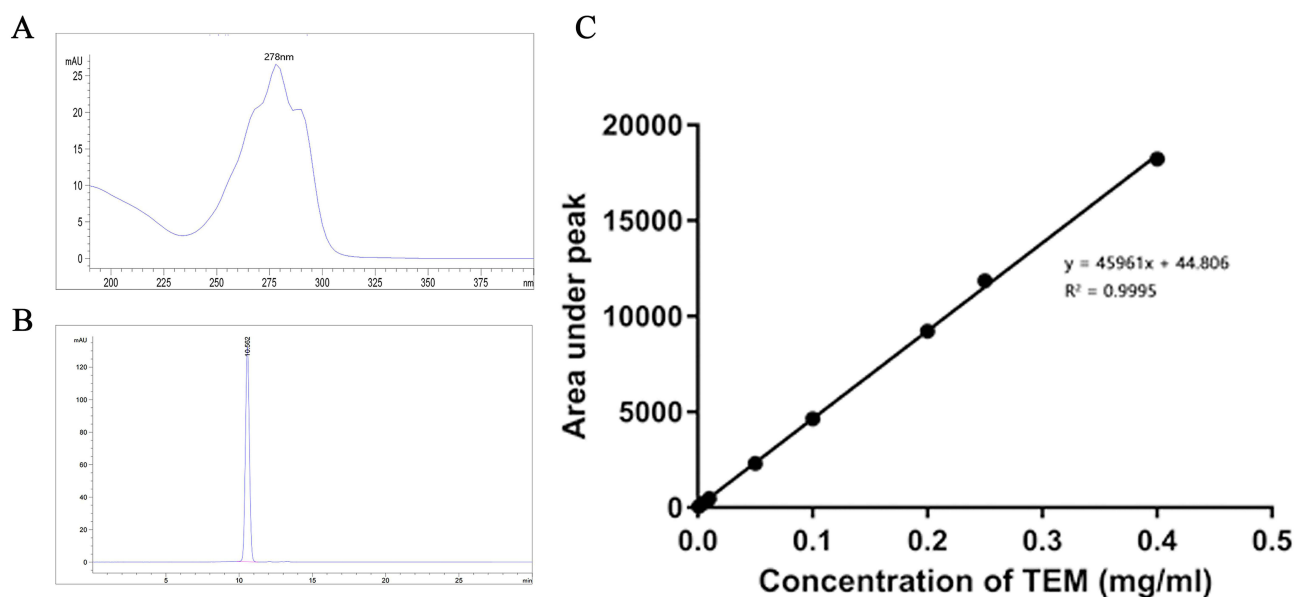 A
mAU
278nm
25
20
15
10
5
0
200 225 250 275 300 325 350 375 nm
B
mAU
10.552
120
100
80
60
40
20
0
5 10 15 20 25 min
C
Area under peak
20000
15000
10000
5000
0
y = 45961x + 44.806
R² = 0.9995
0.0 0.1 0.2 0.3 0.4 0.5
Concentration of TEM (mg/ml)